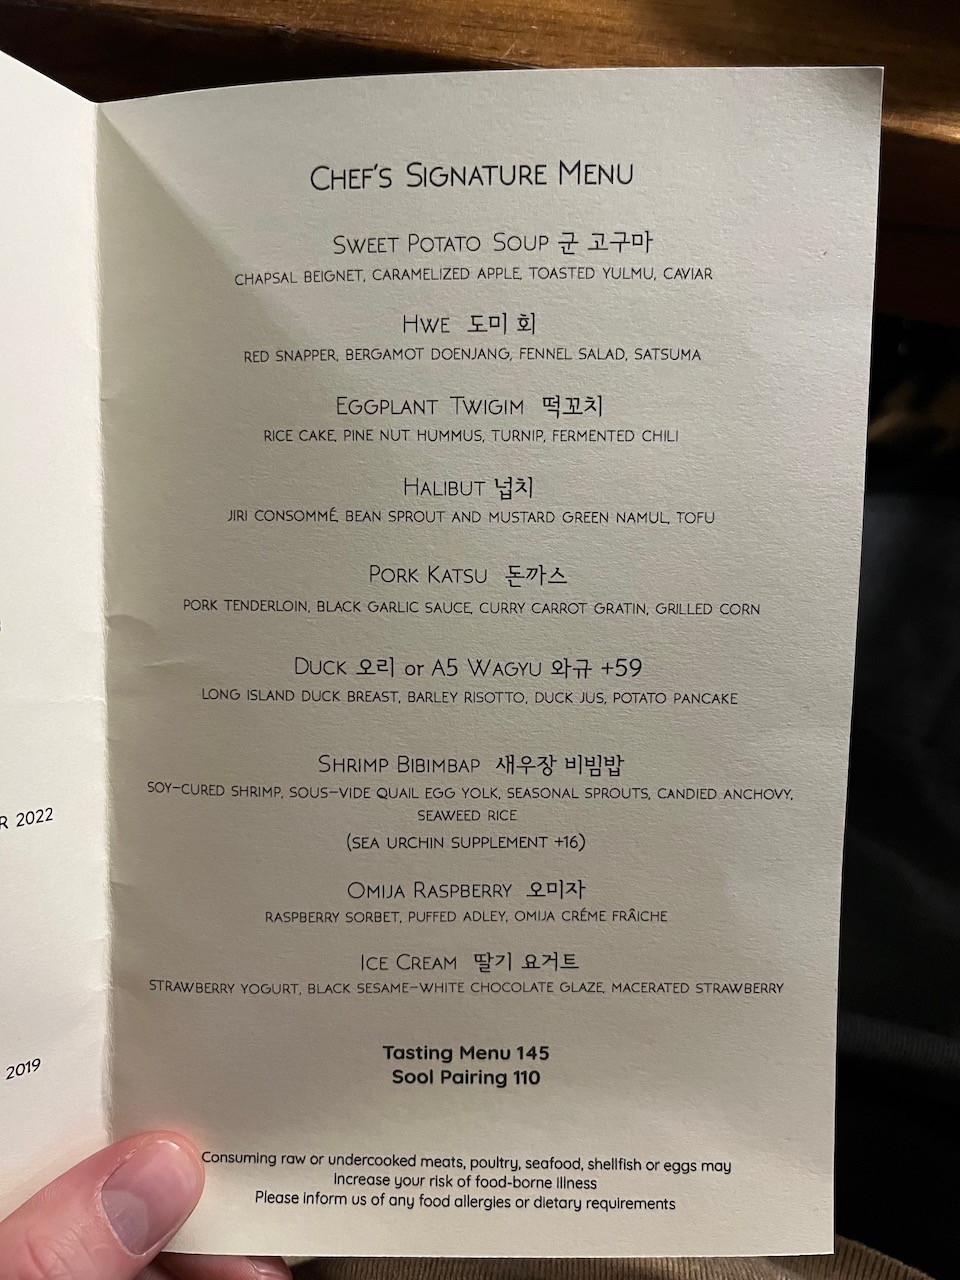 CHEF'S SIGNATURE MENU
SWEET POTATO SOUP 군 고구마
CHAPSAL BEIGNET, CARAMELIZED APPLE, TOASTED YULMU, CAVIAR
HWE 도미 회
RED SNAPPER, BERGAMOT DOENJANG, FENNEL SALAD, SATSUMA
EGGPLANT TWIGIM 떡꼬치
RICE CAKE, PINE NUT HUMMUS, TURNIP, FERMENTED CHILI
HALIBUT 넙치
JIRI CONSOMMÉ, BEAN SPROUT AND MUSTARD GREEN NAMUL, TOFU
PORK KATSU 돈까스
PORK TENDERLOIN, BLACK GARLIC SAUCE, CURRY CARROT GRATIN, GRILLED CORN
DUCK 오리 or A5 WAGYU 와규 +59
LONG ISLAND DUCK BREAST, BARLEY RISOTTO, DUCK JUS, POTATO PANCAKE
SHRIMP BIBIMBAP 새우장 비빔밥
SOY-CURED SHRIMP, SOUS-VIDE QUAIL EGG YOLK, SEASONAL SPROUTS, CANDIED ANCHOVY,
SEAWEED RICE
(SEA URCHIN SUPPLEMENT +16)
OMIJA RASPBERRY 오미자
RASPBERRY SORBET, PUFFED ADLEY, OMIJA CRÉME FRÂICHE
ICE CREAM 딸기 요거트
STRAWBERRY YOGURT, BLACK SESAME-WHITE CHOCOLATE GLAZE, MACERATED STRAWBERRY
Tasting Menu 145
Sool Pairing 110
Consuming raw or undercooked meats, poultry, seafood, shellfish or eggs may
increase your risk of food-borne illness
Please inform us of any food allergies or dietary requirements
R 2022
2019